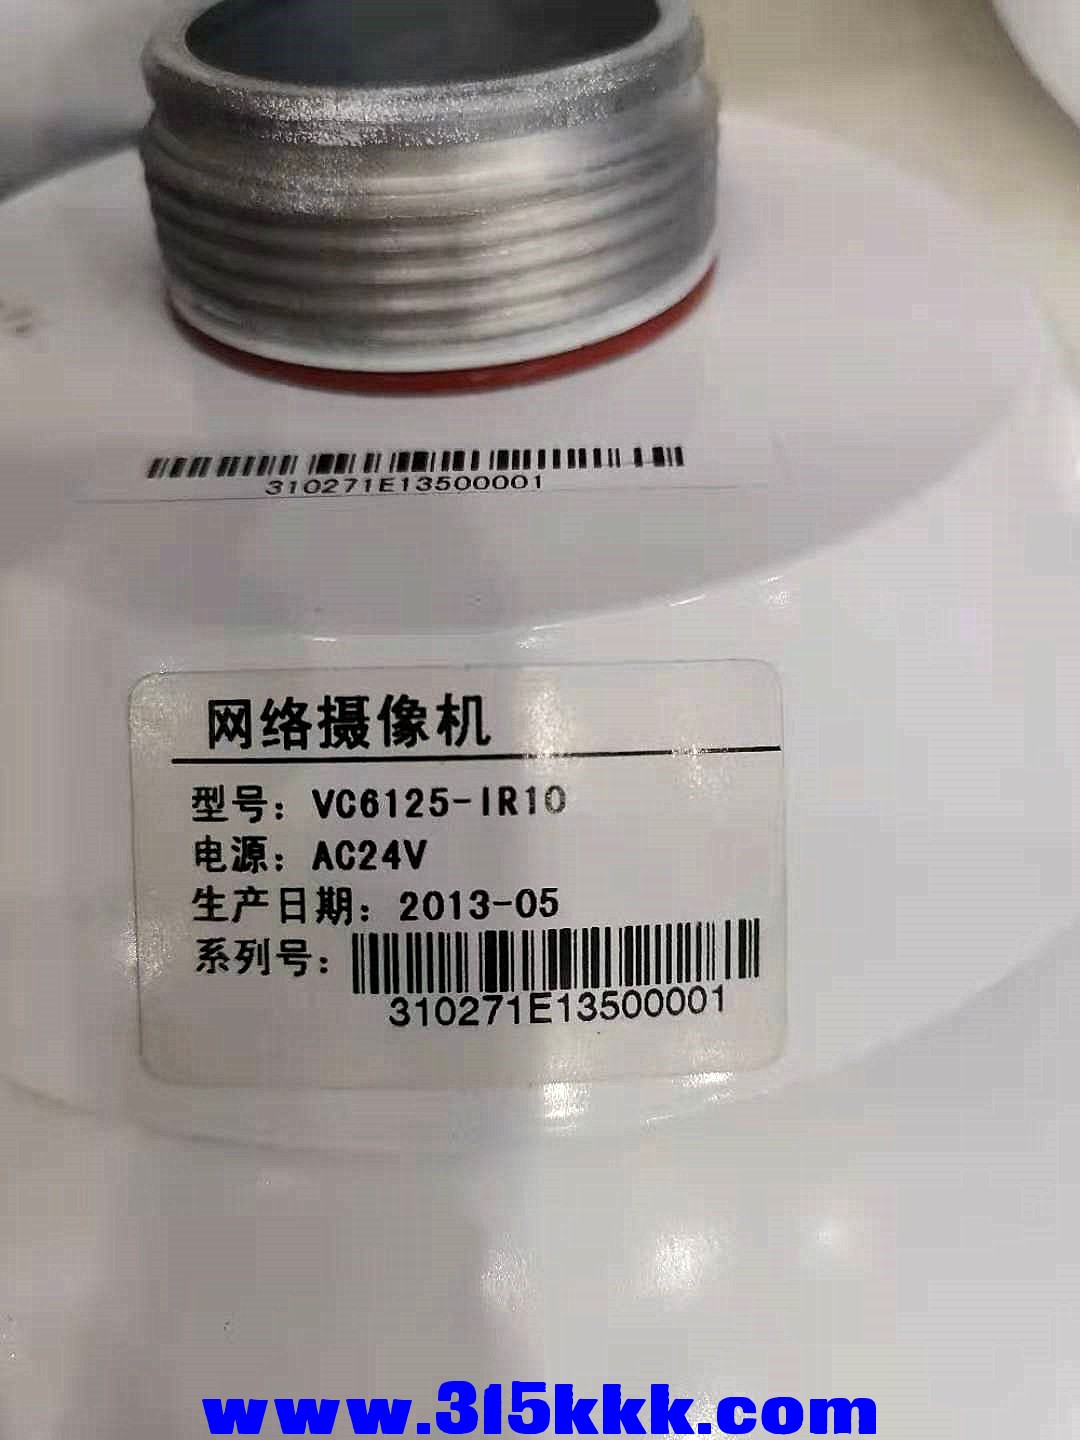 310271E13500001
网络摄像机
型号: VC6125-IR10
电源: AC24V
生产日期: 2013-05
系列号:
310271E13500001
www.315kkk.com